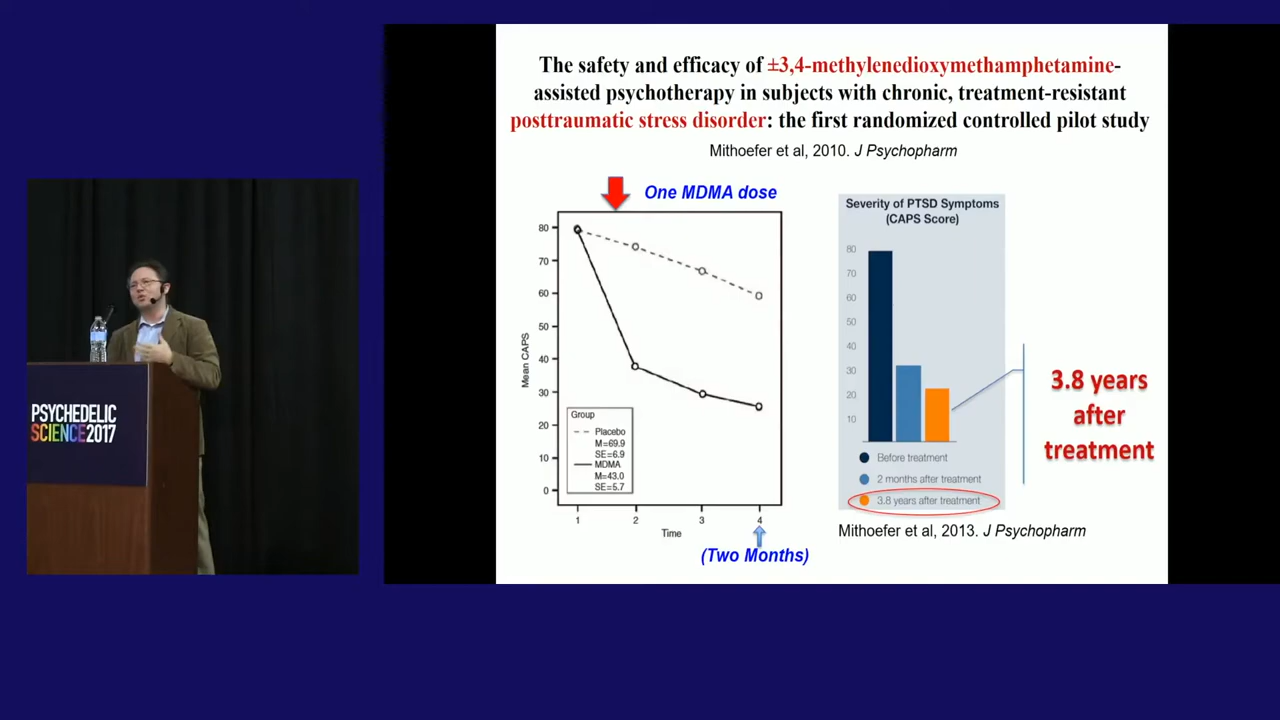 The safety and efficacy of ±3,4-methylenedioxymethamphetamine-
assisted psychotherapy in subjects with chronic, treatment-resistant
posttraumatic stress disorder: the first randomized controlled pilot study
Mithoefer et al, 2010. J Psychopharm
One MDMA dose
80
70
60
50
40
30
20
10
0
Mean CAPS
Group
Placebo
M=69.9
SE=6.9
MDMA
M=43.0
SE=5.7
1
2
3
4
Time
(Two Months)
Severity of PTSD Symptoms
(CAPS Score)
80
70
60
50
40
30
20
10
Before treatment
2 months after treatment
3.8 years after treatment
3.8 years
after
treatment
Mithoefer et al, 2013. J Psychopharm
PSYCHEDELIC
SCIENCE2017